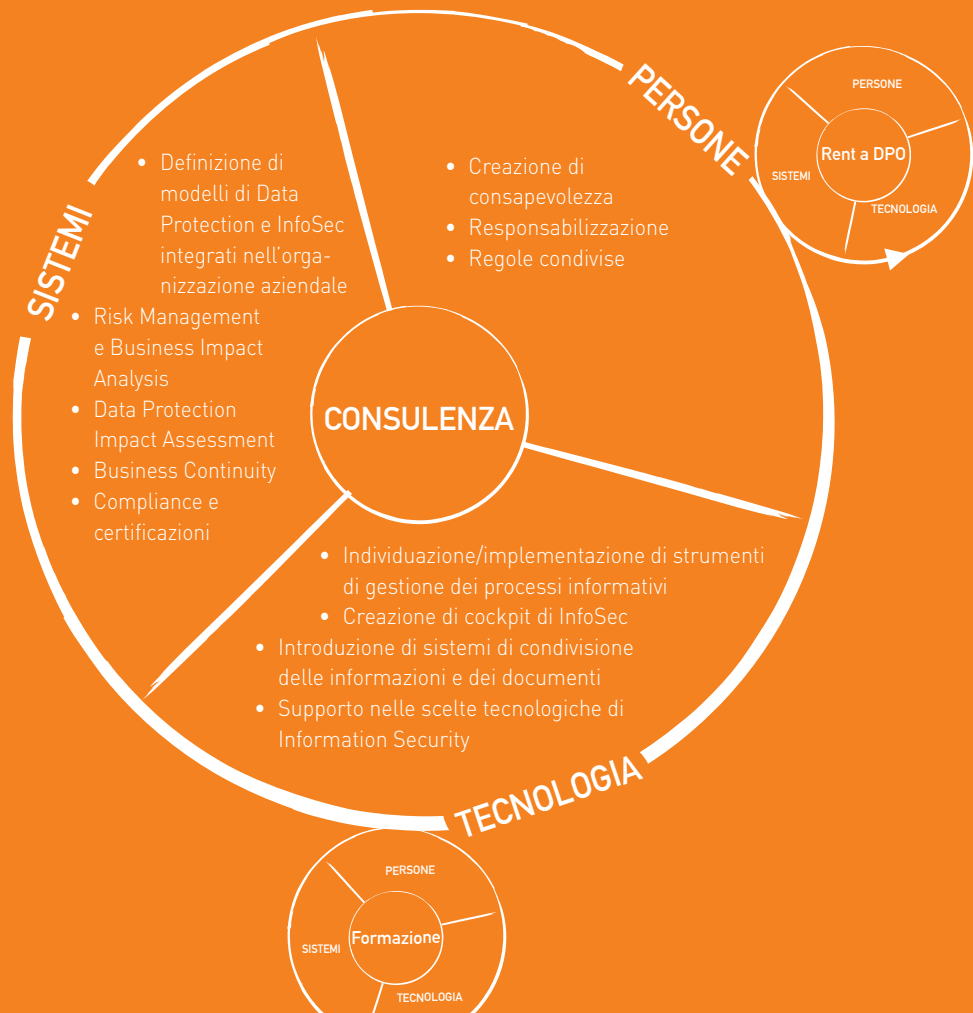 SISTEMI
• Definizione di
modelli di Data
Protection e InfoSec
integrati nell'orga-
nizzazione aziendale
• Risk Management
e Business Impact
Analysis
• Data Protection
Impact Assessment
• Business Continuity
• Compliance e
certificazioni
PERSONE
• Creazione di
consapevolezza
• Responsabilizzazione
• Regole condivise
CONSULENZA
• Individuazione/implementazione di strumenti
di gestione dei processi informativi
• Creazione di cockpit di InfoSec
• Introduzione di sistemi di condivisione
delle informazioni e dei documenti
• Supporto nelle scelte tecnologiche di
Information Security
TECNOLOGIA
PERSONE
Rent a DPO
SISTEMI
TECNOLOGIA
PERSONE
Formazione
SISTEMI
TECNOLOGIA